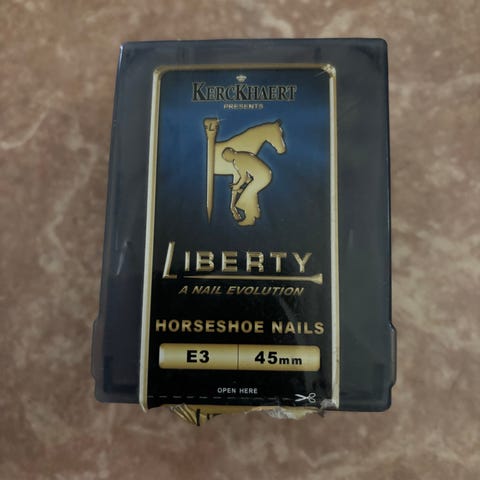 KERCKHAERT
PRESENTS
LIBERTY
A NAIL EVOLUTION
HORSESHOE NAILS
E3 45mm
OPEN HERE